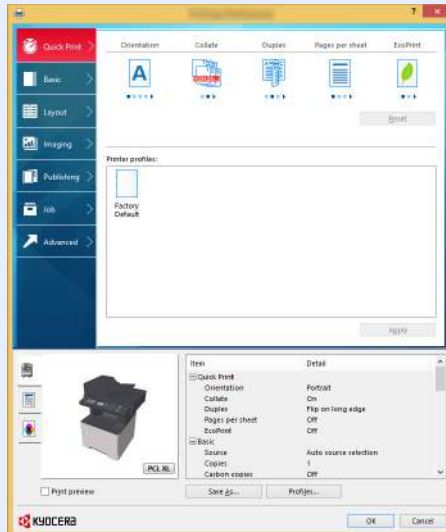 ?
Quick Print
Orientation Collate Duplex Pages per sheet EcoPrint
A
Basic
Layout
Reset
Imaging
Printer profiles:
Publishing
Factory
Default
Job
Advanced
Apply
Item Detail
Quick Print
Orientation Portrait
Collate On
Duplex Flip on long edge
Pages per sheet Off
EcoPrint Off
Basic
Source Auto source selection
Copies 1
Carbon copies Off
PCL XL
Print preview
Save as...
Profiles...
KYOCERA
OK
Cancel